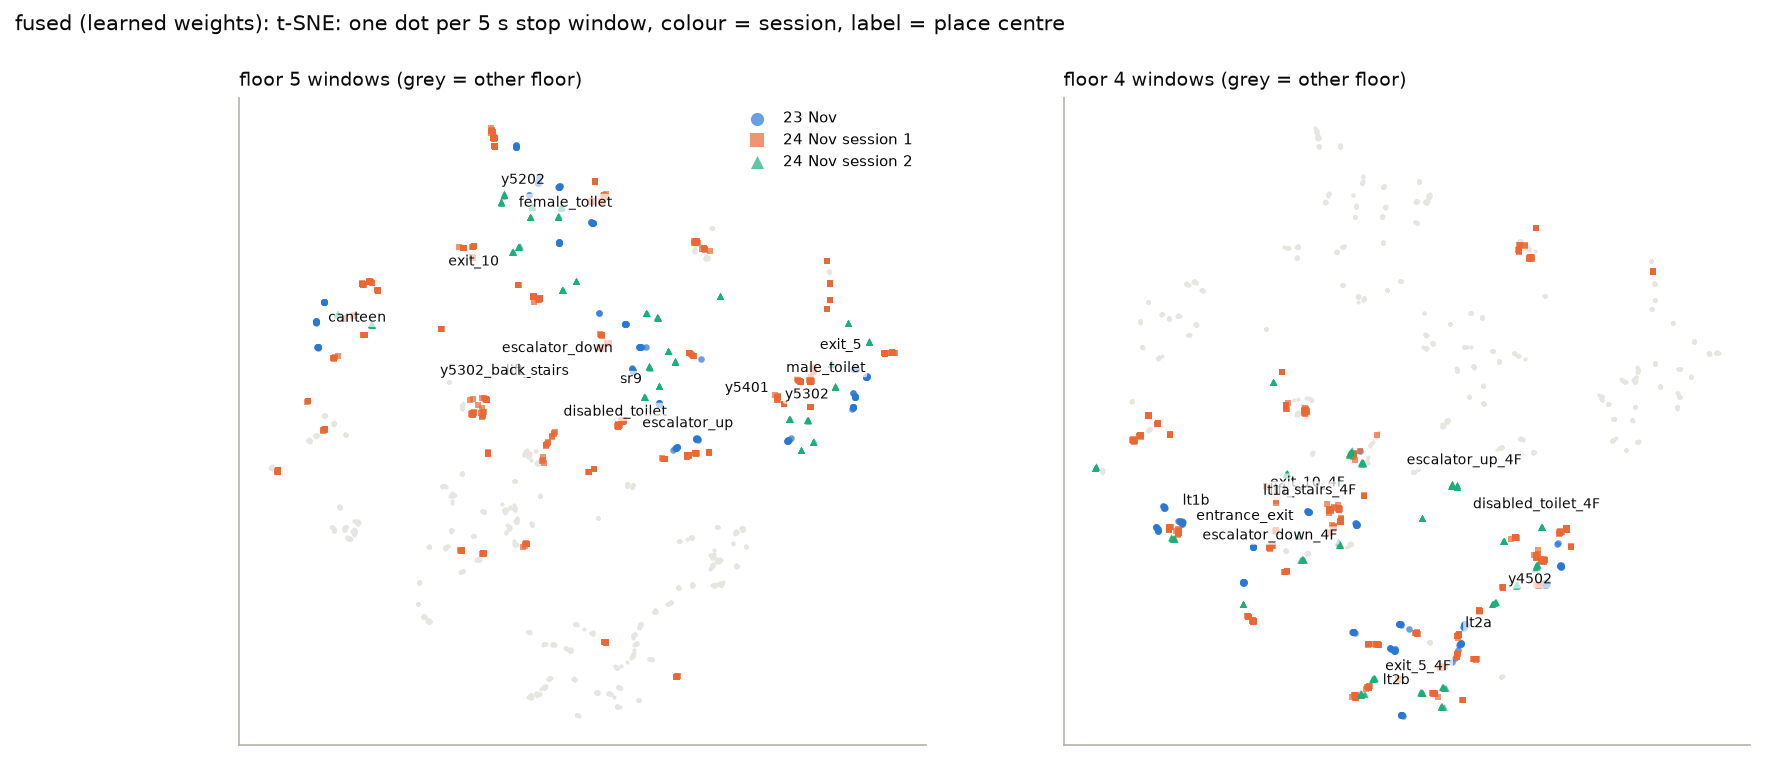 fused (learned weights): t-SNE: one dot per 5 s stop window, colour = session, label = place centre
floor 5 windows (grey = other floor)
23 Nov
24 Nov session 1
24 Nov session 2
y5202
female_toilet
exit_10
canteen
escalator_down
exit_5
y5302_back_stairs
male_toilet
sr9
y5401
y5302
disabled_toilet
escalator_up
floor 4 windows (grey = other floor)
escalator_up_4F
exit_10_4F
lt1a_stairs_4F
lt1b
disabled_toilet_4F
entrance_exit
escalator_down_4F
y4502
lt2a
exit_5_4F
lt2b